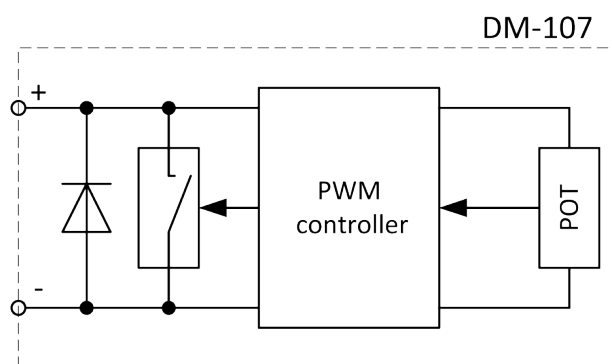 DM-107
+
PWM
controller
POT
-